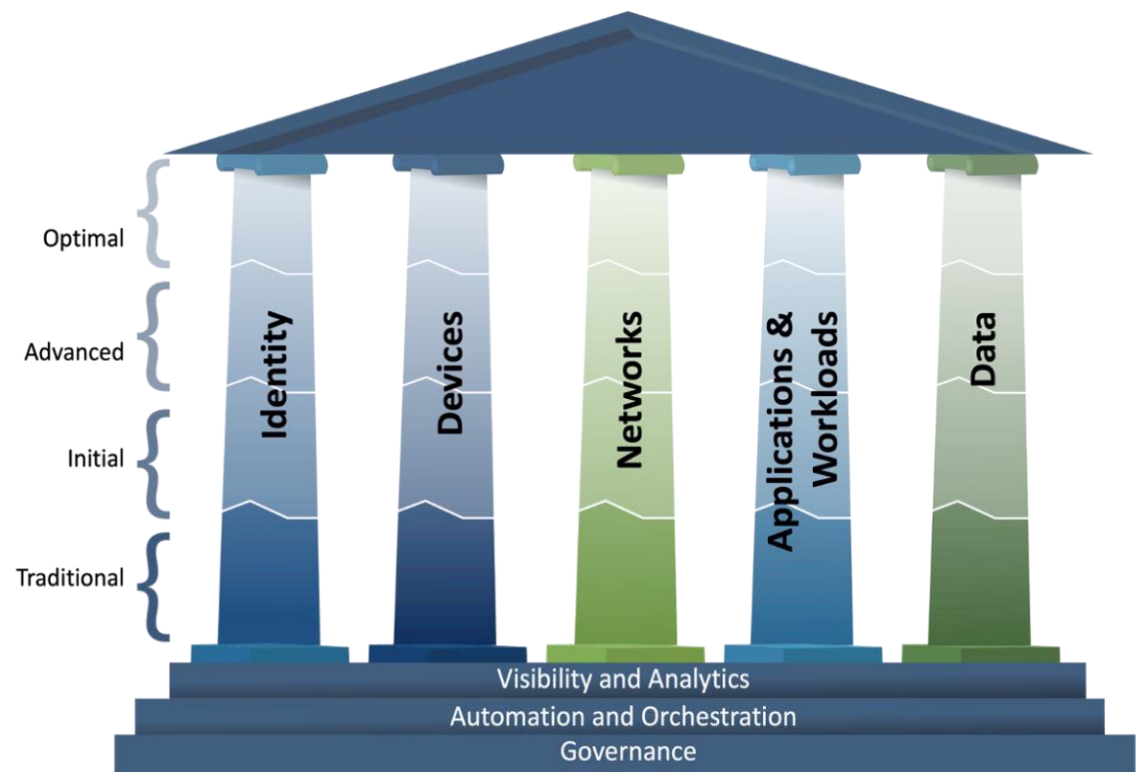 Optimal
Advanced
Initial
Traditional
Identity
Devices
Networks
Applications &
Workloads
Data
Visibility and Analytics
Automation and Orchestration
Governance